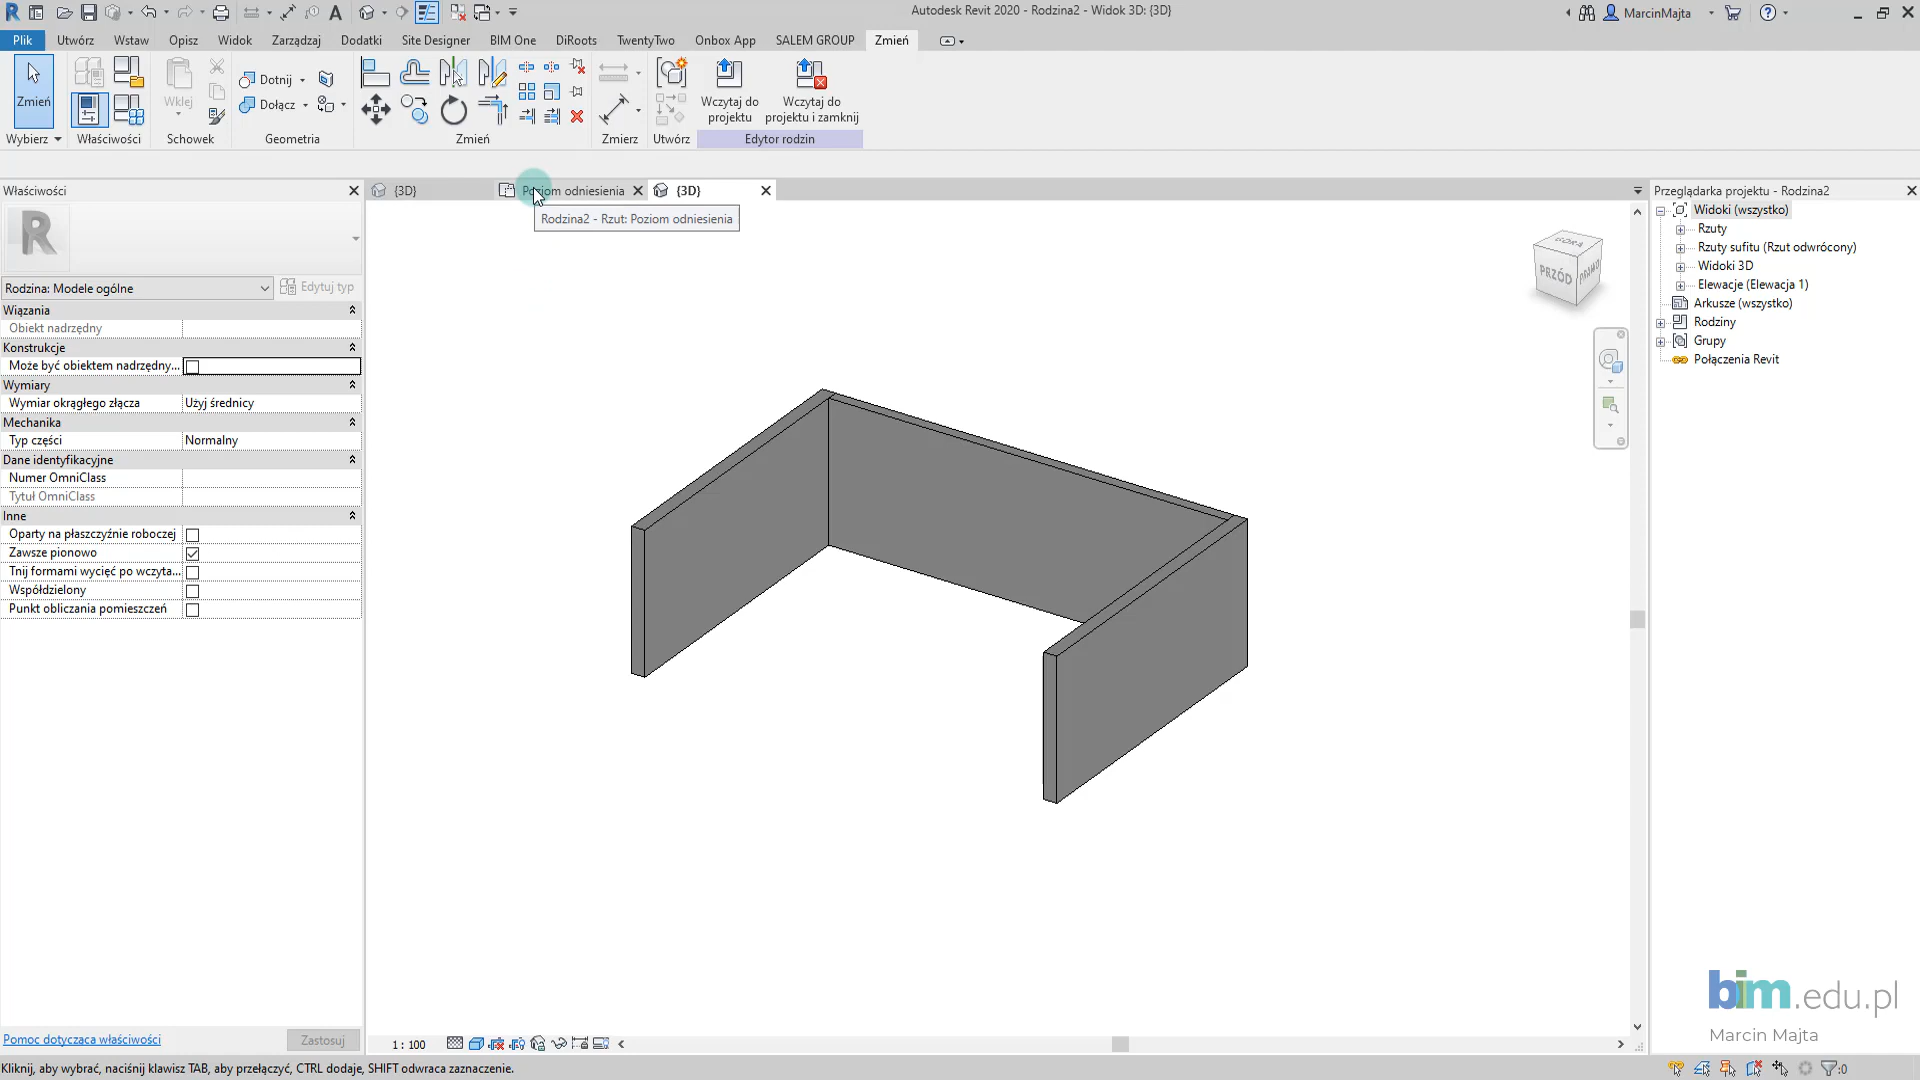 Autodesk Revit 2020 - Rodzina2 - Widok 3D: {3D}
MarcinMajta
Plik Utwórz Wstaw Opisz Widok Zarządzaj Dodatki Site Designer BIM One DiRoots TwentyTwo Onbox App SALEM GROUP Zmień
Zmień
Wklej
Dotnij
Dołącz
Wczytaj do projektu
Wczytaj do projektu i zamknij
Wybierz Właściwości Schowek Geometria Zmień Zmierz Utwórz Edytor rodzin
Właściwości
{3D}
Poziom odniesienia
{3D}
Rodzina2 - Rzut: Poziom odniesienia
Przeglądarka projektu - Rodzina2
Widoki (wszystko)
Rzuty
Rzuty sufitu (Rzut odwrócony)
Widoki 3D
Elewacje (Elewacja 1)
Arkusze (wszystko)
Rodziny
Grupy
Połączenia Revit
GÓRA
PRZÓD
PRAWO
Rodzina: Modele ogólne
Edytuj typ
Wiązania
Obiekt nadrzędny
Konstrukcje
Może być obiektem nadrzędny...
Wymiary
Wymiar okrągłego złącza Użyj średnicy
Mechanika
Typ części Normalny
Dane identyfikacyjne
Numer OmniClass
Tytuł OmniClass
Inne
Oparty na płaszczyźnie roboczej
Zawsze pionowo
Tnij formami wycięć po wczyta...
Współdzielony
Punkt obliczania pomieszczeń
Pomoc dotycząca właściwości
Zastosuj
1 : 100
bim.edu.pl
Marcin Majta
Kliknij, aby wybrać, naciśnij klawisz TAB, aby przełączyć, CTRL dodaje, SHIFT odwraca zaznaczenie.
:0